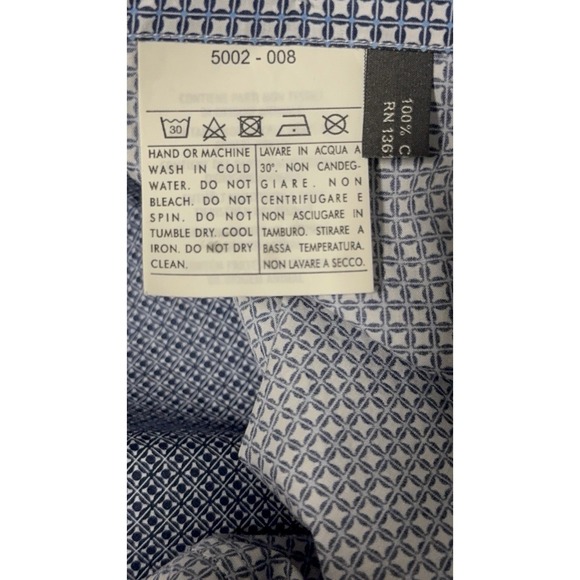 5002 - 008
30
HAND OR MACHINE
WASH IN COLD
WATER. DO NOT
BLEACH. DO NOT
SPIN. DO NOT
TUMBLE DRY. COOL
IRON. DO NOT DRY
CLEAN.
LAVARE IN ACQUA A
30°. NON CANDEG-
GIARE. NON
CENTRIFUGARE E
NON ASCIUGARE IN
TAMBURO. STIRARE A
BASSA TEMPERATURA.
NON LAVARE A SECCO.
100% C
RN 1361